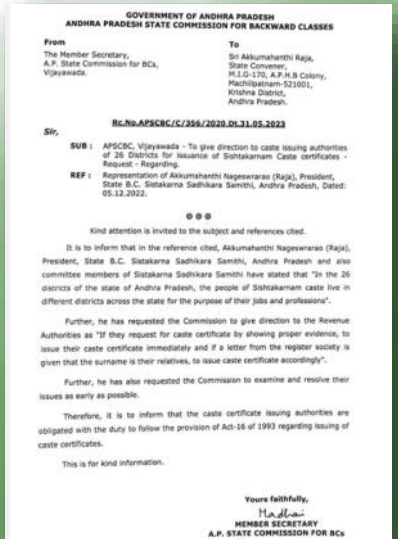 GOVERNMENT OF ANDHRA PRADESH
ANDHRA PRADESH STATE COMMISSION FOR BACKWARD CLASSES
From
The Member Secretary,
A.P. State Commission for BCs,
Vijayawada.
To
Sri Akkumahanthi Raja,
State Convener,
M.I.G-170, A.P.H.B Colony,
Machilipatnam-521001,
Krishna District,
Andhra Pradesh.
Rc.No.APSCBC/C/356/2020,Dt.31.05.2023
Sir,
SUB : APSCBC, Vijayawada - To give direction to caste issuing authorities
of 26 Districts for issuance of Sishtakarnam Caste certificates -
Request - Regarding.
REF : Representation of Akkumahanthi Nageswrarao (Raja), President,
State B.C. Sistakarna Sadhikara Samithi, Andhra Pradesh, Dated:
05.12.2022.
@@@
Kind attention is invited to the subject and references cited.
It is to inform that in the reference cited, Akkumahanthi Nageswrarao (Raja),
President, State B.C. Sistakarna Sadhikara Samithi, Andhra Pradesh and also
committee members of Sistakarna Sadhikara Samithi have stated that "In the 26
districts of the state of Andhra Pradesh, the people of Sishtakarnam caste live in
different districts across the state for the purpose of their jobs and professions".
Further, he has requested the Commission to give direction to the Revenue
Authorities as "If they request for caste certificate by showing proper evidence, to
issue their caste certificate immediately and if a letter from the register society is
given that the surname is their relatives, to issue caste certificate accordingly".
Further, he has also requested the Commission to examine and resolve their
issues as early as possible.
Therefore, it is to inform that the caste certificate issuing authorities are
obligated with the duty to follow the provision of Act-16 of 1993 regarding issuing of
caste certificates.
This is for kind information.
Yours faithfully,
Madhavi
MEMBER SECRETARY
A.P. STATE COMMISSION FOR BCs